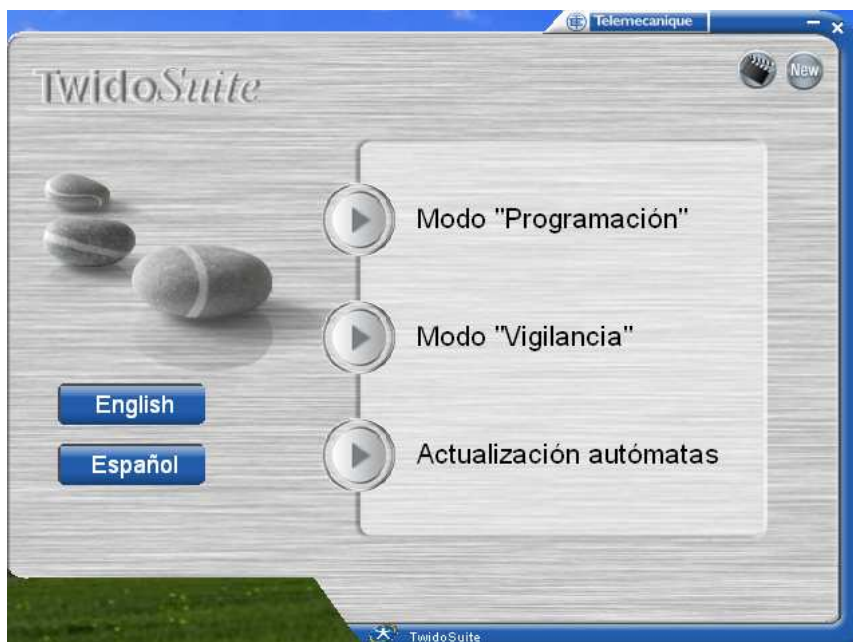 Telemecanique
TwidoSuite
New
Modo "Programación"
Modo "Vigilancia"
Actualización autómatas
English
Español
TwidoSuite